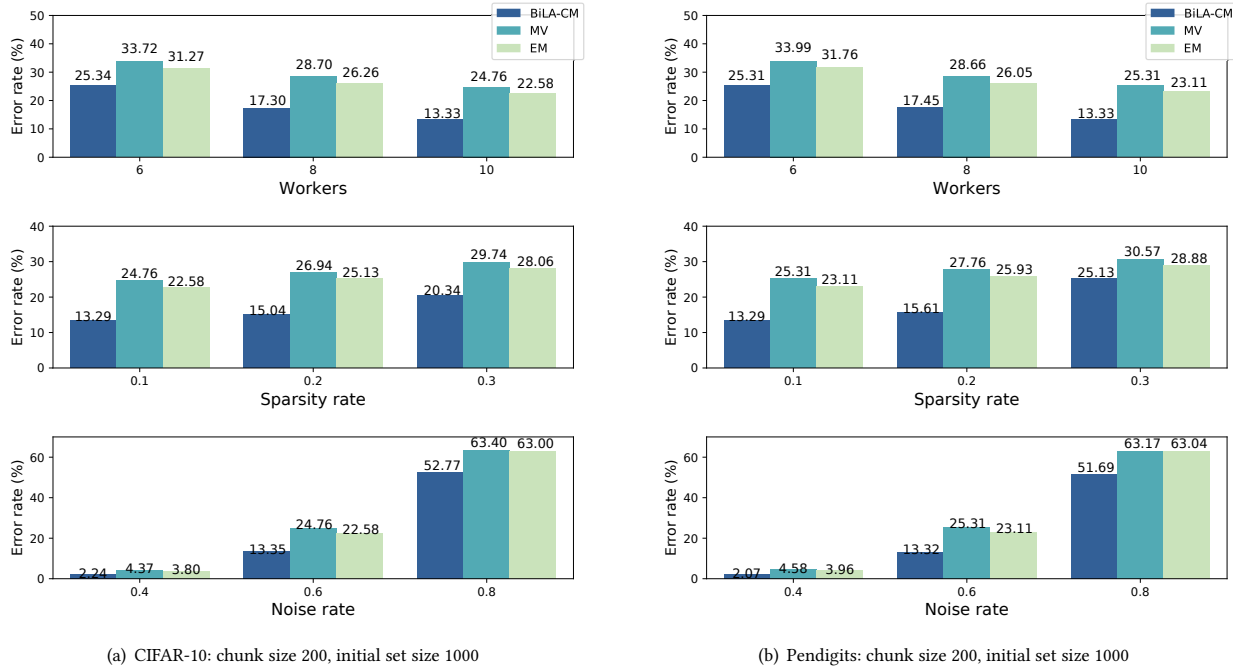 50
40
30
20
10
0
Error rate (%)
25.34 33.72 31.27
17.30 28.70 26.26
13.33 24.76 22.58
BiLA-CM
MV
EM
6 8 10
Workers
40
30
20
10
0
Error rate (%)
13.29 24.76 22.58
15.04 26.94 25.13
20.34 29.74 28.06
0.1 0.2 0.3
Sparsity rate
60
40
20
0
Error rate (%)
2.24 4.37 3.80
13.35 24.76 22.58
52.77 63.40 63.00
0.4 0.6 0.8
Noise rate
(a) CIFAR-10: chunk size 200, initial set size 1000
50
40
30
20
10
0
Error rate (%)
25.31 33.99 31.76
17.45 28.66 26.05
13.33 25.31 23.11
BiLA-CM
MV
EM
6 8 10
Workers
40
30
20
10
0
Error rate (%)
13.29 25.31 23.11
15.61 27.76 25.93
25.13 30.57 28.88
0.1 0.2 0.3
Sparsity rate
60
40
20
0
Error rate (%)
2.07 4.58 3.96
13.32 25.31 23.11
51.69 63.17 63.04
0.4 0.6 0.8
Noise rate
(b) Pendigits: chunk size 200, initial set size 1000